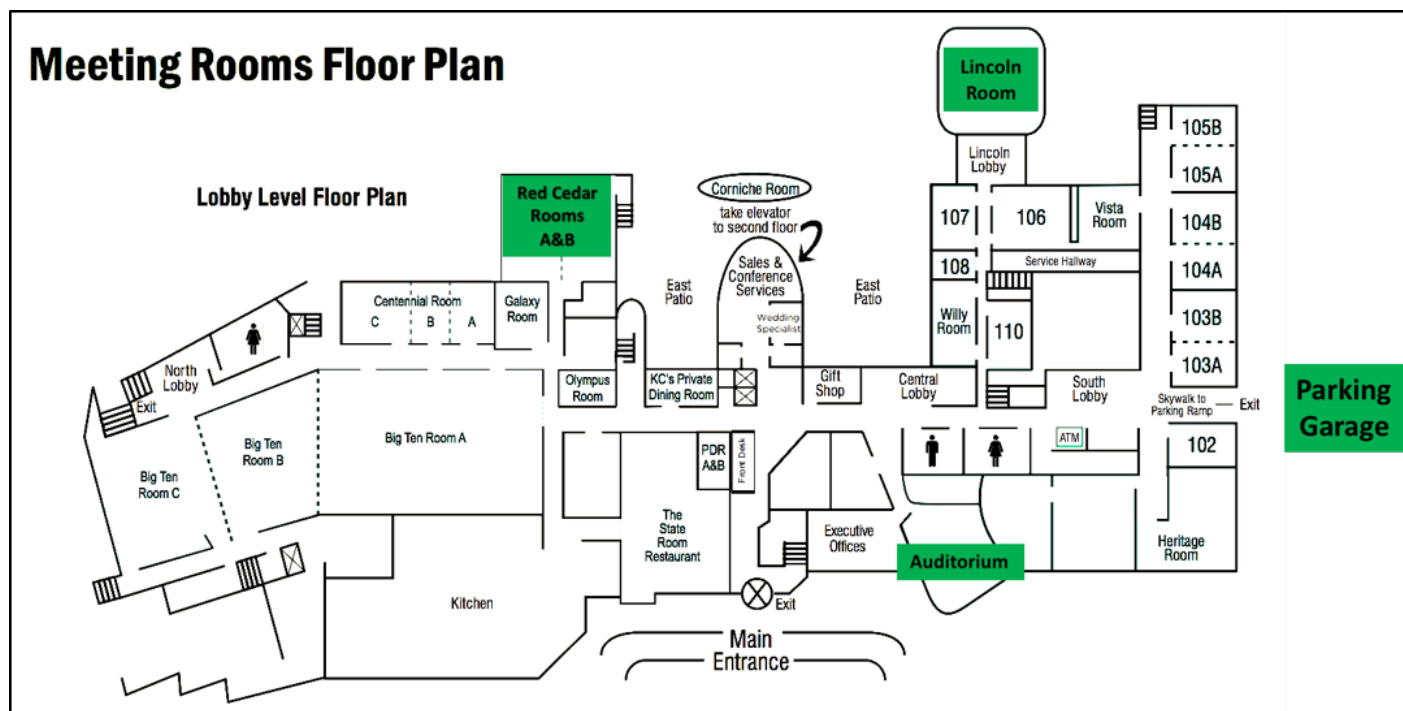 Meeting Rooms Floor Plan
Lobby Level Floor Plan
Lincoln
Room
Lincoln
Lobby
Red Cedar
Rooms
A&B
Corniche Room
take elevator
to second floor
Sales &
Conference
Services
Wedding
Specialist
East
Patio
East
Patio
107
106
Vista
Room
108
Service Hallway
Willy
Room
110
105B
105A
104B
104A
103B
103A
Centennial Room
C
B
A
Galaxy
Room
North
Lobby
Exit
Olympus
Room
KC's Private
Dining Room
Gift
Shop
Central
Lobby
South
Lobby
Skywalk to
Parking Ramp
Exit
Parking
Garage
Big Ten
Room C
Big Ten
Room B
Big Ten Room A
PDR
A&B
Front Desk
ATM
102
The
State
Room
Restaurant
Executive
Offices
Auditorium
Heritage
Room
Kitchen
Exit
Main
Entrance